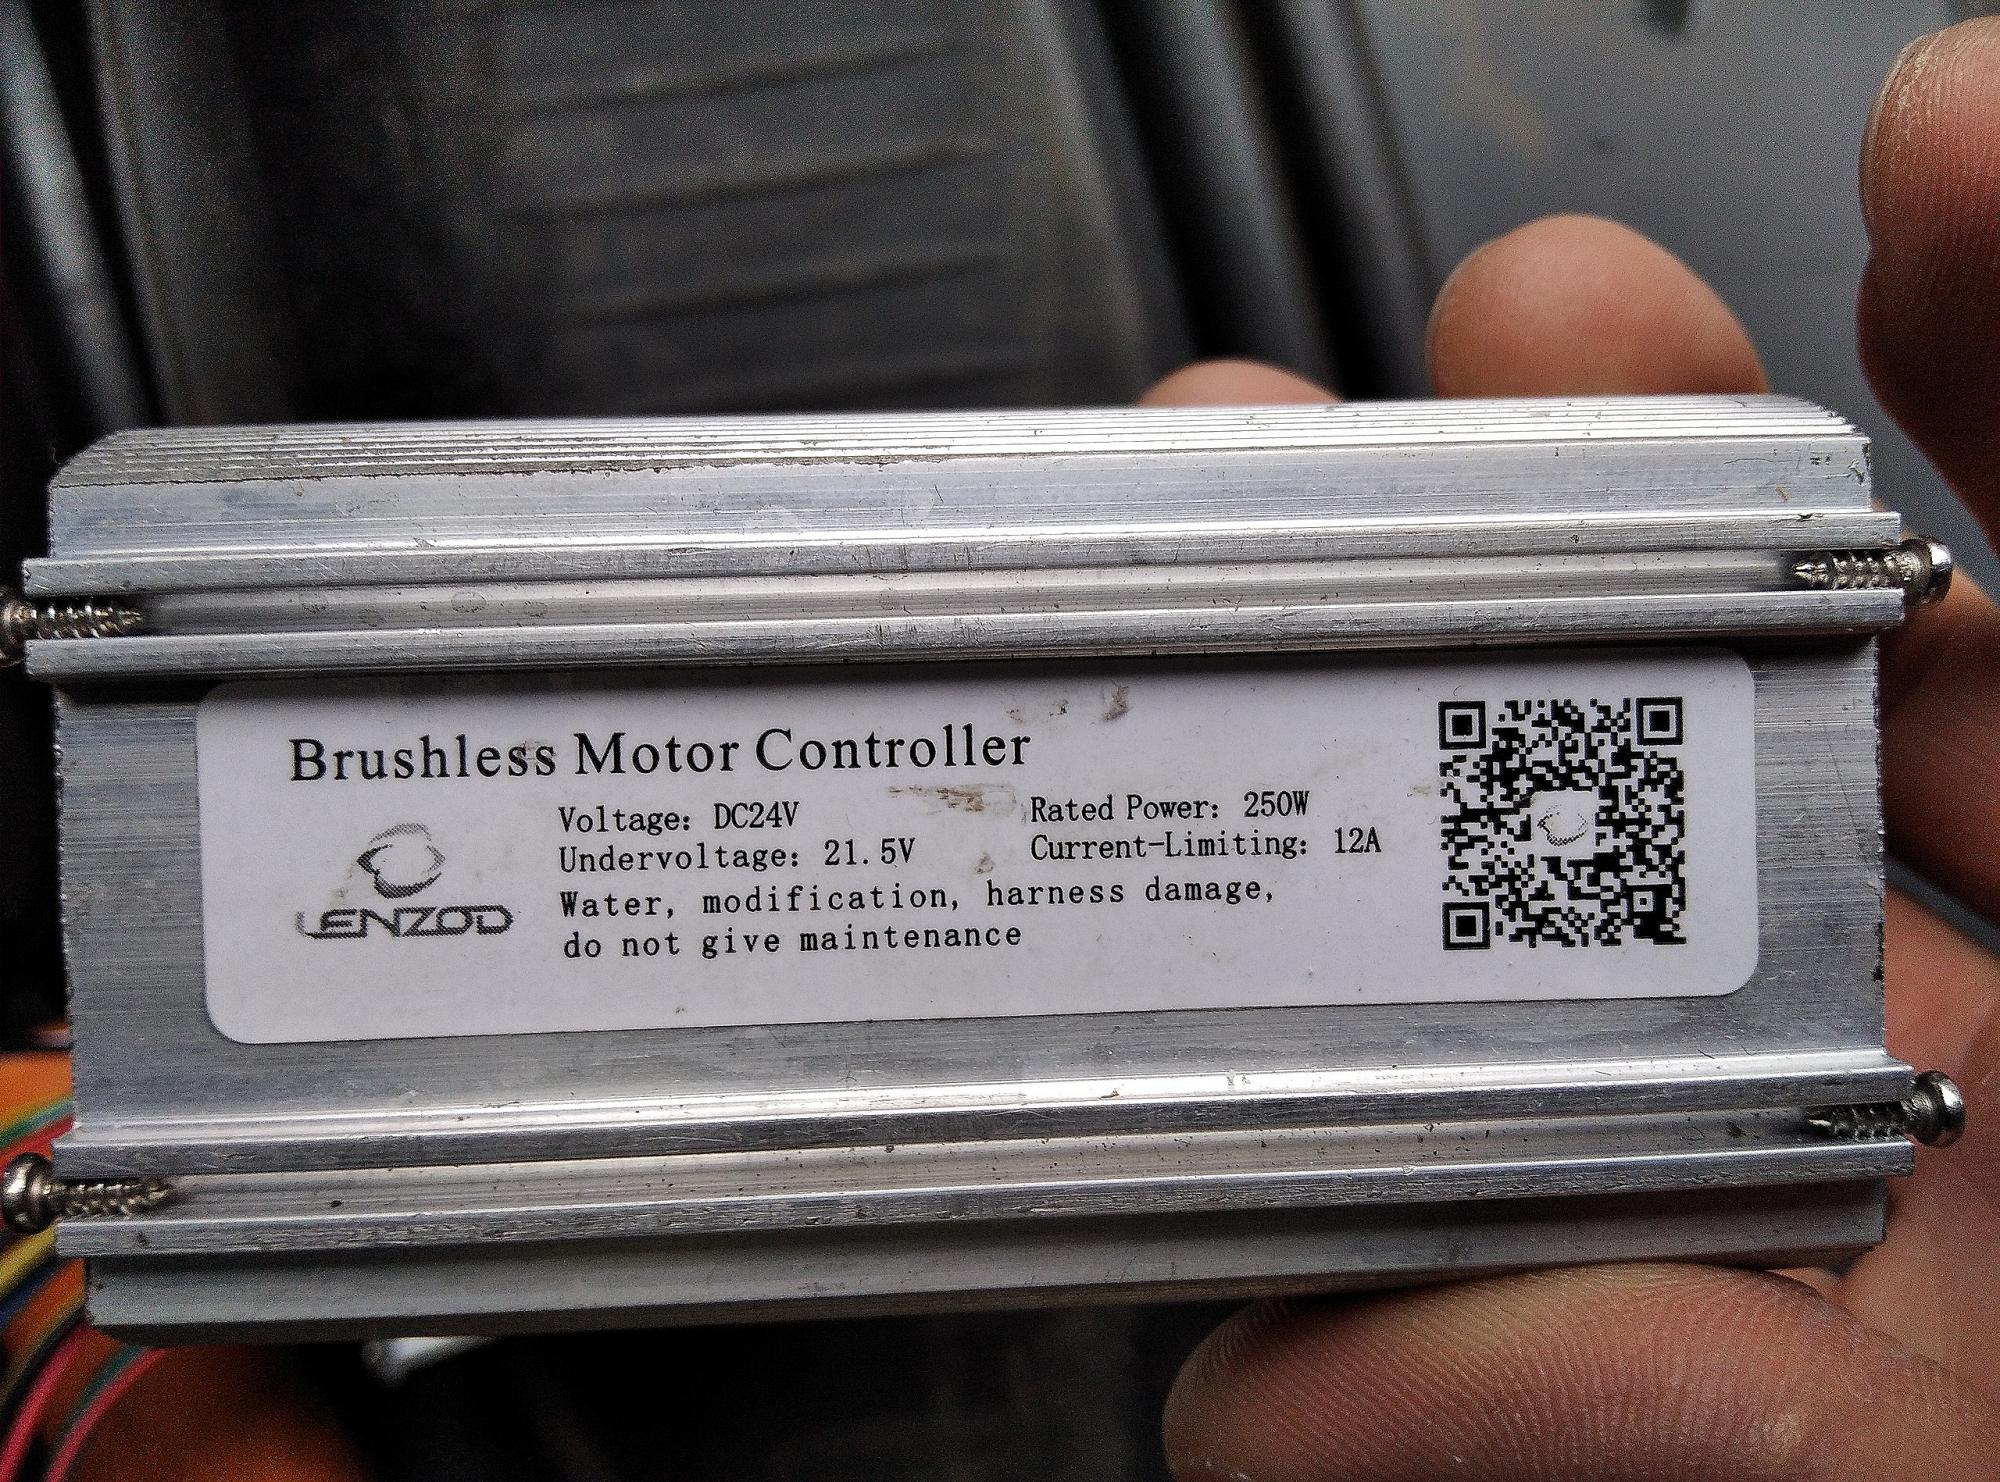 Brushless Motor Controller
Voltage: DC24V Rated Power: 250W
Undervoltage: 21.5V Current-Limiting: 12A
Water, modification, harness damage,
do not give maintenance
LENZOD